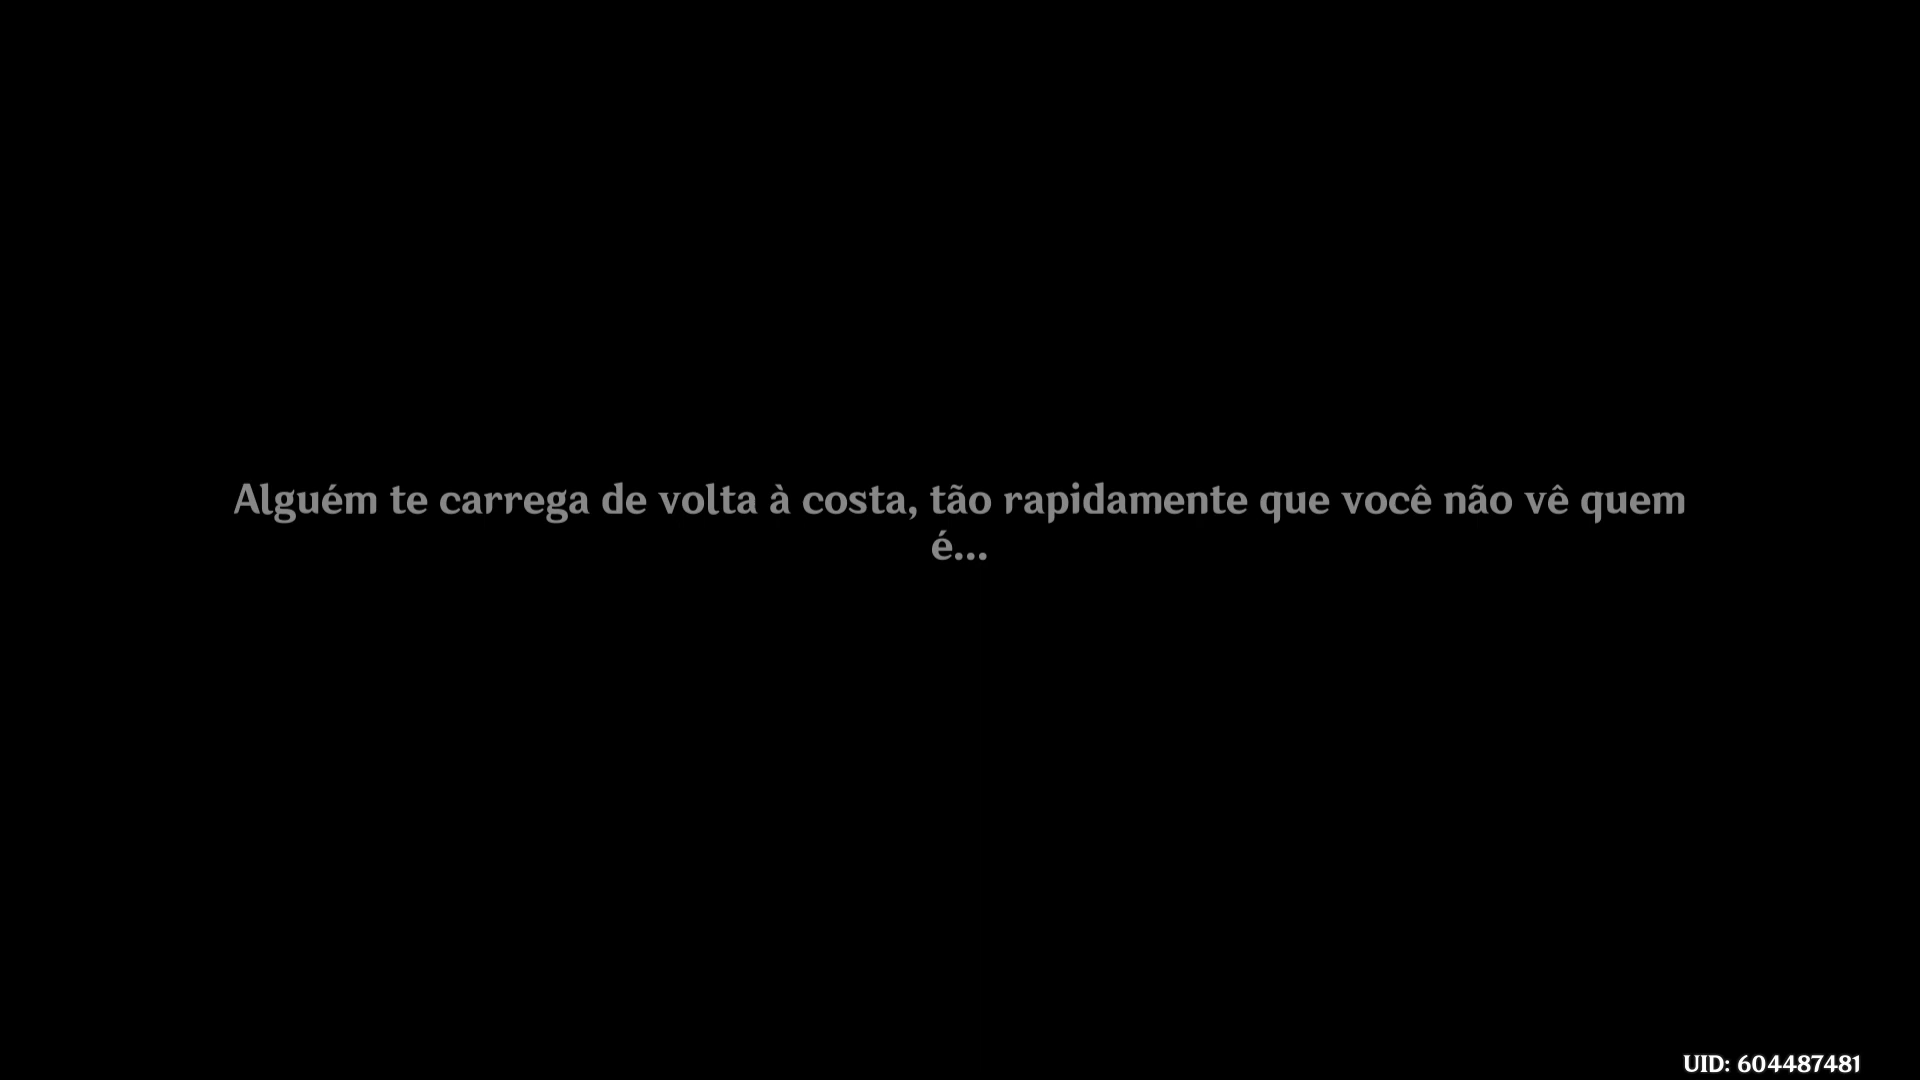 Alguém te carrega de volta à costa, tão rapidamente que você não vê quem
é...
UID: 604487481